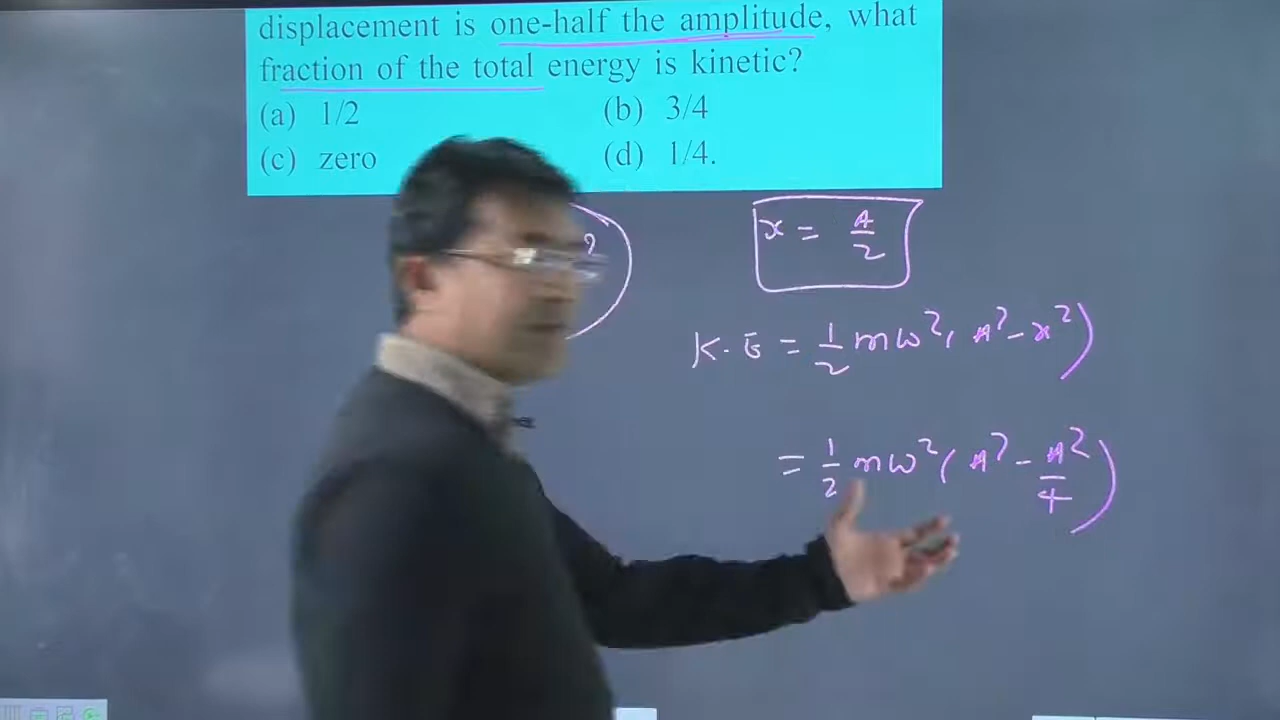 displacement is one-half the amplitude, what
fraction of the total energy is kinetic?
(a) 1/2 (b) 3/4
(c) zero (d) 1/4.
?
x = A/2
K.E = 1/2 mω², A² - x²)
= 1/2 mω² (A² - A²/4)